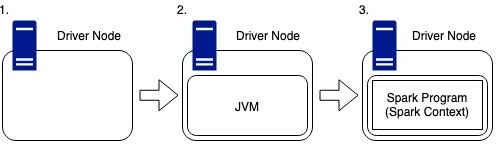 1.
Driver Node
2.
Driver Node
JVM
3.
Driver Node
Spark Program
(Spark Context)